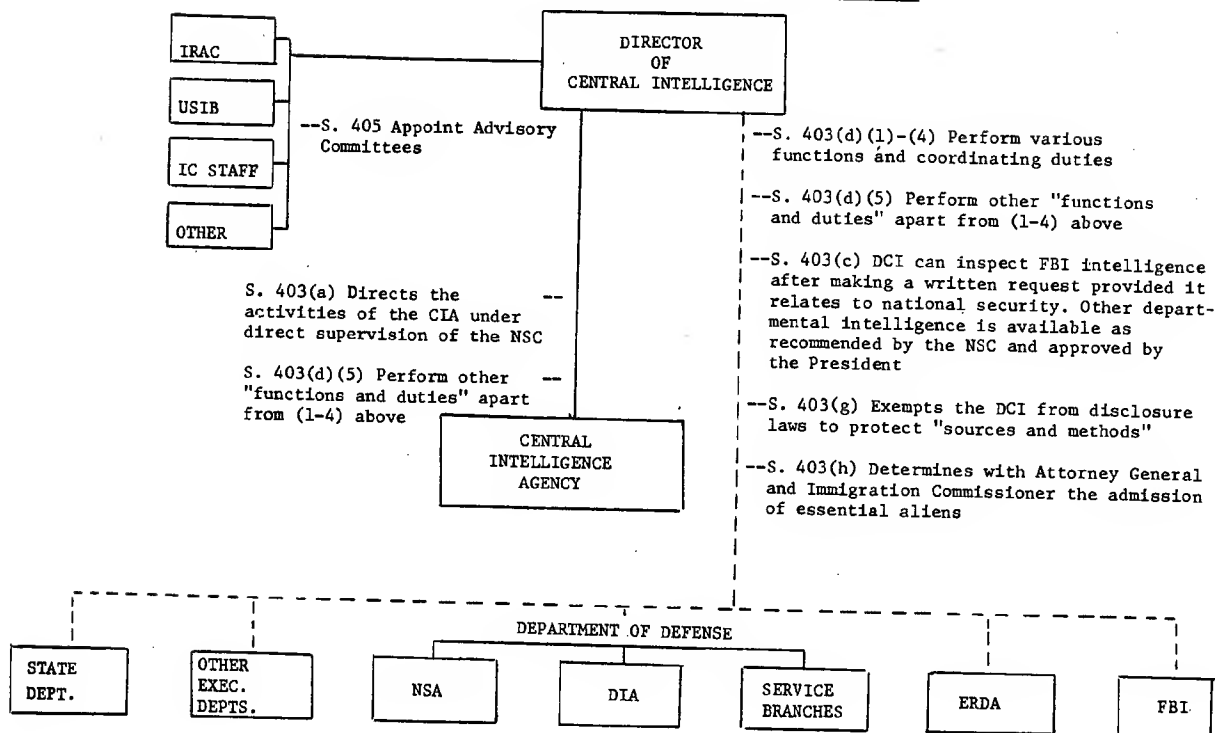 DIRECTOR
OF
CENTRAL INTELLIGENCE
IRAC
USIB
IC STAFF
OTHER
--S. 405 Appoint Advisory
Committees
S. 403(a) Directs the --
activities of the CIA under
direct supervision of the NSC
S. 403(d)(5) Perform other --
"functions and duties" apart
from (1-4) above
CENTRAL
INTELLIGENCE
AGENCY
--S. 403(d)(1)-(4) Perform various
functions and coordinating duties
--S. 403(d)(5) Perform other "functions
and duties" apart from (1-4) above
--S. 403(c) DCI can inspect FBI intelligence
after making a written request provided it
relates to national security. Other depart-
mental intelligence is available as
recommended by the NSC and approved by
the President
--S. 403(g) Exempts the DCI from disclosure
laws to protect "sources and methods"
--S. 403(h) Determines with Attorney General
and Immigration Commissioner the admission
of essential aliens
DEPARTMENT OF DEFENSE
STATE
DEPT.
OTHER
EXEC.
DEPTS.
NSA
DIA
SERVICE
BRANCHES
ERDA
FBI